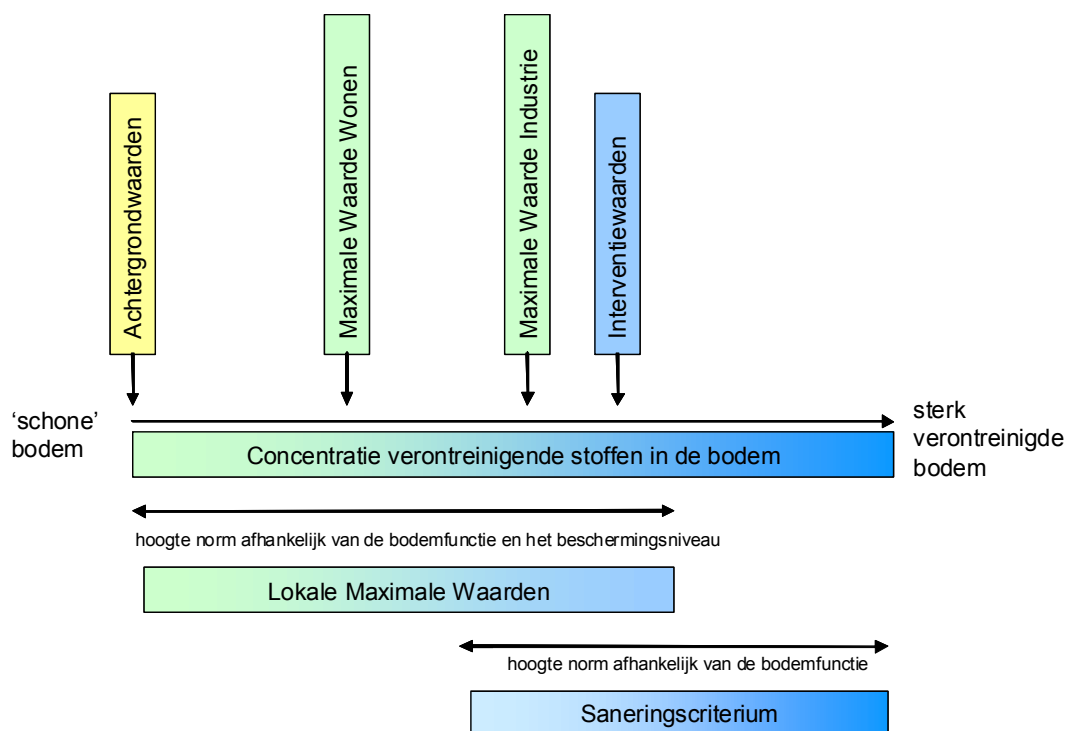 Achtergrondwaarden
Maximale Waarde Wonen
Maximale Waarde Industrie
Interventiewaarden
‘schone’
bodem
sterk
verontreinigde
bodem
Concentratie verontreinigende stoffen in de bodem
hoogte norm afhankelijk van de bodemfunctie en het beschermingsniveau
Lokale Maximale Waarden
hoogte norm afhankelijk van de bodemfunctie
Saneringscriterium